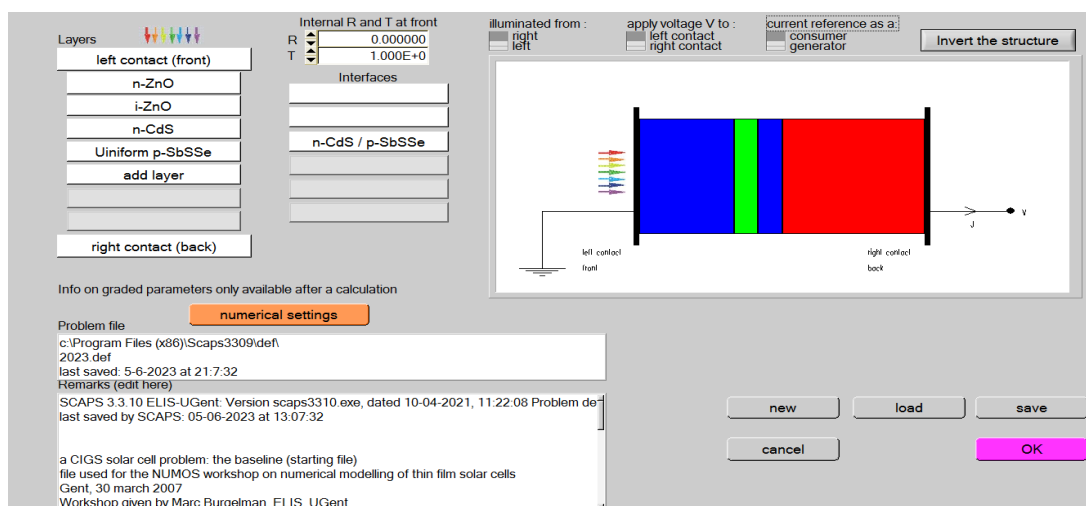 Layers
left contact (front)
n-ZnO
i-ZnO
n-CdS
Uiniform p-SbSSe
add layer
right contact (back)
Internal R and T at front
R 0.000000
T 1.000E+0
Interfaces
n-CdS / p-SbSSe
illuminated from :
right
left
apply voltage V to :
left contact
right contact
current reference as a:
consumer
generator
Invert the structure
left contact
front
right contact
back
J
V
Info on graded parameters only available after a calculation
numerical settings
Problem file
c:\Program Files (x86)\Scaps3309\def\
2023.def
last saved: 5-6-2023 at 21:7:32
Remarks (edit here)
SCAPS 3.3.10 ELIS-UGent: Version scaps3310.exe, dated 10-04-2021, 11:22:08 Problem de
last saved by SCAPS: 05-06-2023 at 13:07:32
a CIGS solar cell problem: the baseline (starting file)
file used for the NUMOS workshop on numerical modelling of thin film solar cells
Gent, 30 march 2007
Workshop given by Marc Burgelman, ELIS, UGent
new
load
save
cancel
OK